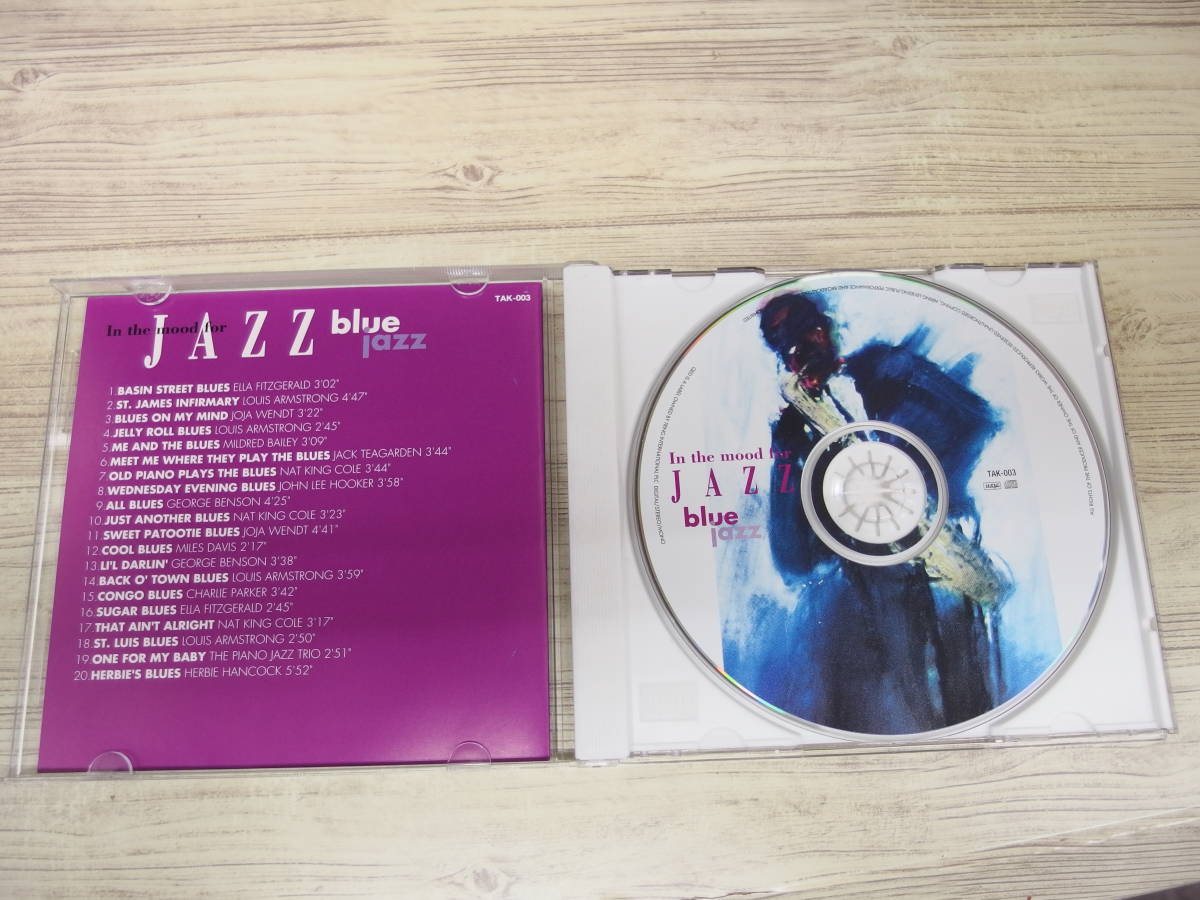 TAK-003
In the mood for
JAZZ blue
jazz
1.BASIN STREET BLUES ELLA FITZGERALD 3'02"
2.ST. JAMES INFIRMARY LOUIS ARMSTRONG 4'47"
3.BLUES ON MY MIND JOJA WENDT 3'22"
4.JELLY ROLL BLUES LOUIS ARMSTRONG 2'45"
5.ME AND THE BLUES MILDRED BAILEY 3'09"
6.MEET ME WHERE THEY PLAY THE BLUES JACK TEAGARDEN 3'44"
7.OLD PIANO PLAYS THE BLUES NAT KING COLE 3'44"
8.WEDNESDAY EVENING BLUES JOHN LEE HOOKER 3'58"
9.ALL BLUES GEORGE BENSON 4'25"
10.JUST ANOTHER BLUES NAT KING COLE 3'23"
11.SWEET PATOOTIE BLUES JOJA WENDT 4'41"
12.COOL BLUES MILES DAVIS 2'17"
13.LI'L DARLIN' GEORGE BENSON 3'38"
14.BACK O' TOWN BLUES LOUIS ARMSTRONG 3'59"
15.CONGO BLUES CHARLIE PARKER 3'42"
16.SUGAR BLUES ELLA FITZGERALD 2'45"
17.THAT AIN'T ALRIGHT NAT KING COLE 3'17"
18.ST. LUIS BLUES LOUIS ARMSTRONG 2'50"
19.ONE FOR MY BABY THE PIANO JAZZ TRIO 2'51"
20.HERBIE'S BLUES HERBIE HANCOCK 5'52"
In the mood for
JAZZ
blue
jazz
TAK-003